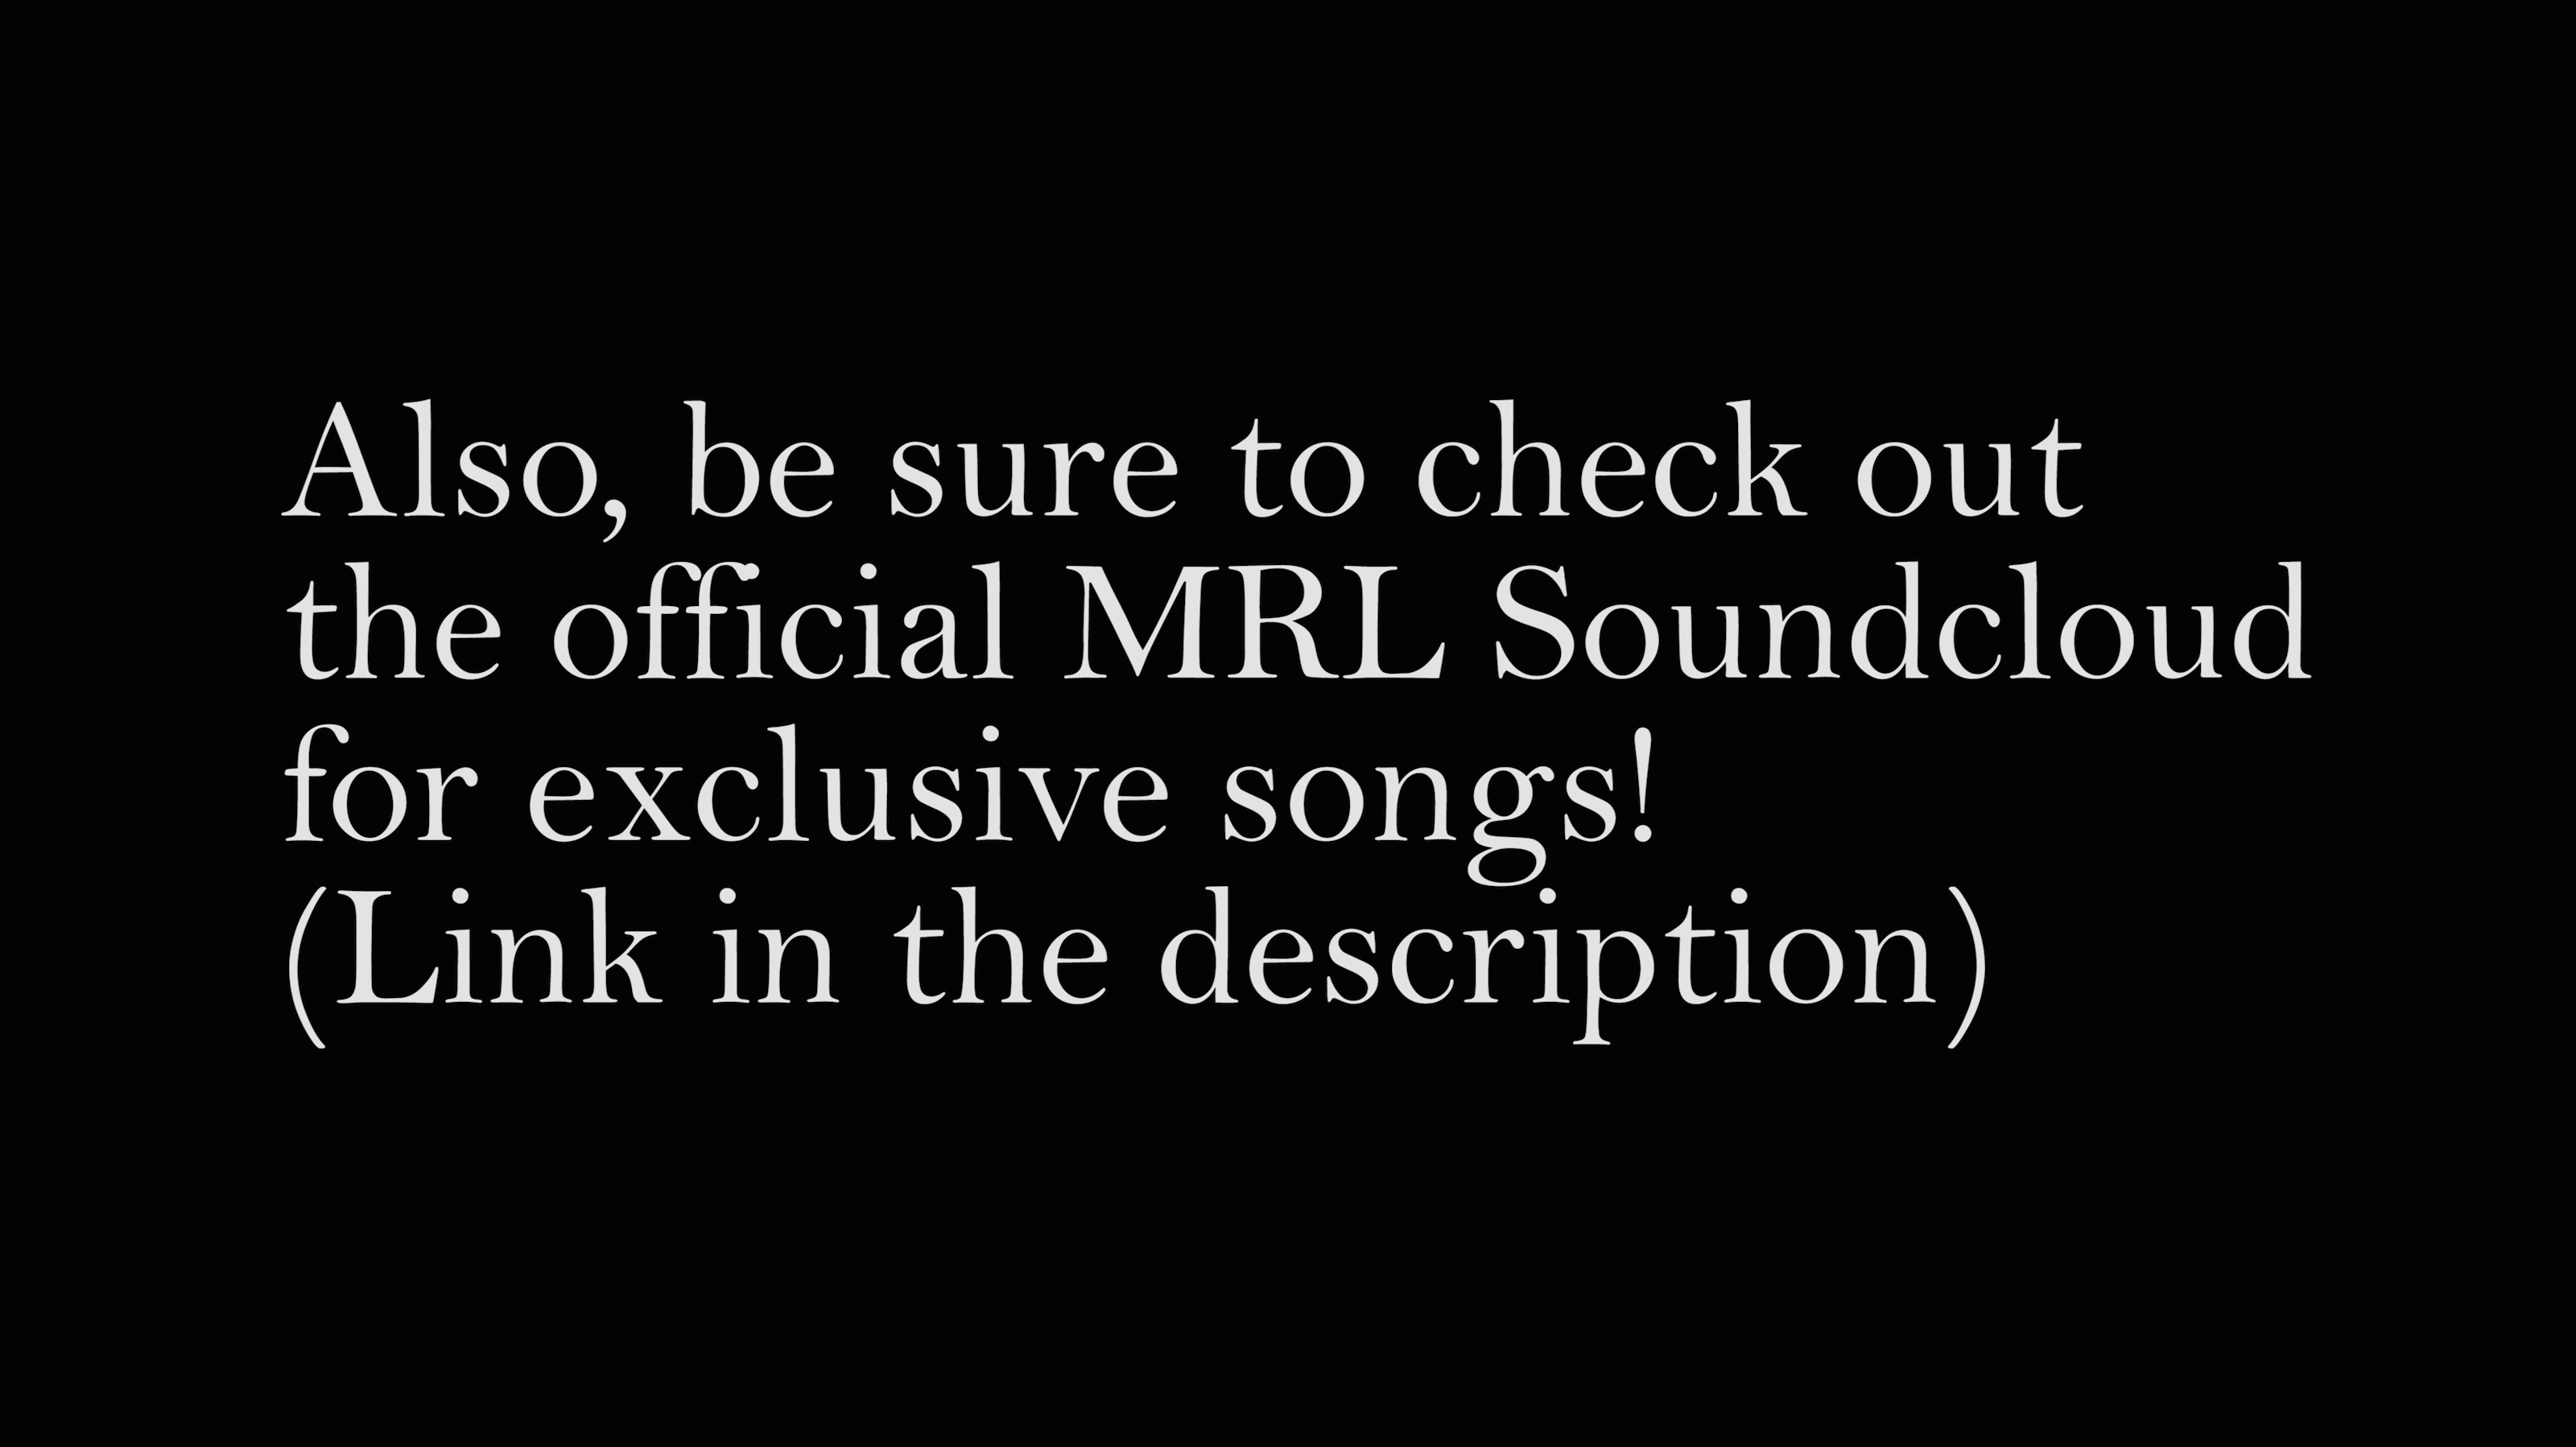 Also, be sure to check out
the official MRL Soundcloud
for exclusive songs!
(Link in the description)